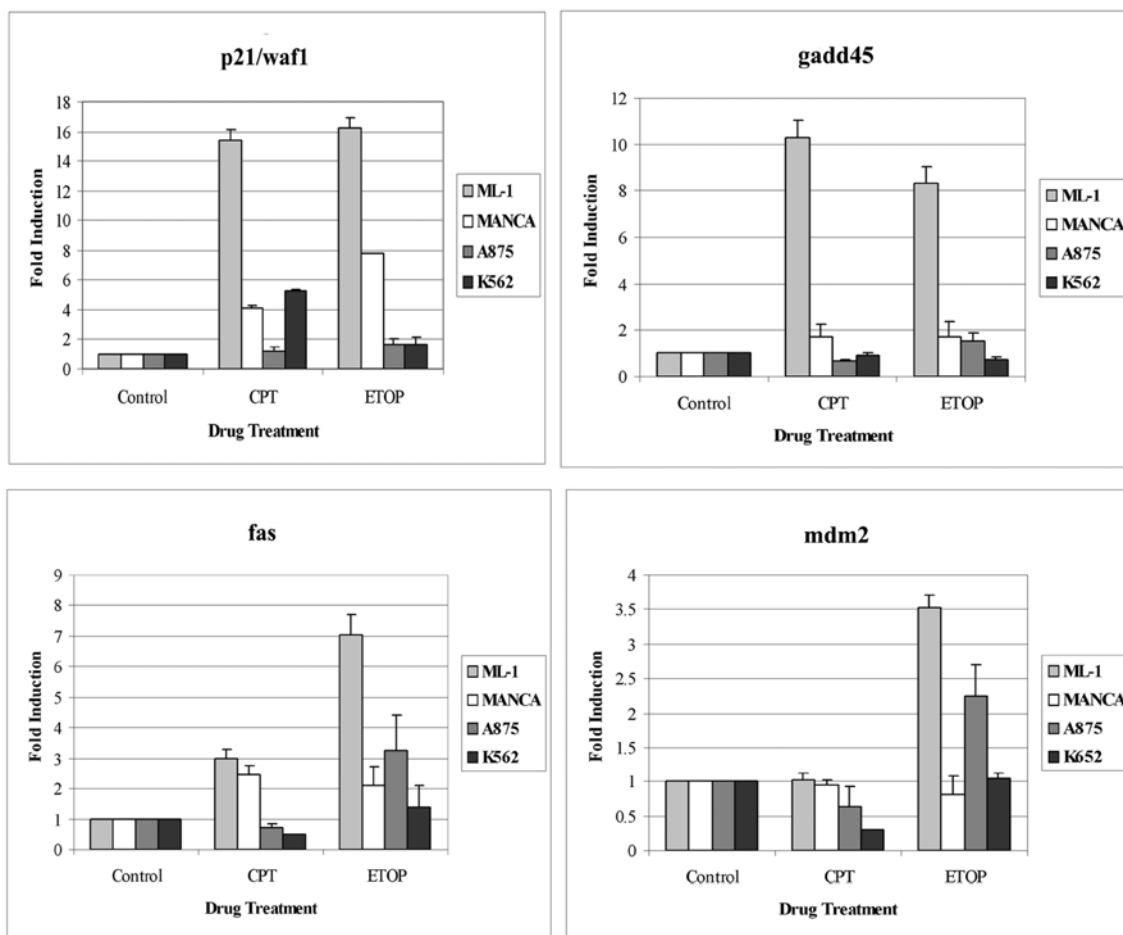 p21/waf1
18
16
14
12
10
8
6
4
2
0
Fold Induction
Control
CPT
ETOP
Drug Treatment
ML-1
MANCA
A875
K562
gadd45
12
10
8
6
4
2
0
Fold Induction
Control
CPT
ETOP
Drug Treatment
ML-1
MANCA
A875
K562
fas
9
8
7
6
5
4
3
2
1
0
Fold Induction
Control
CPT
ETOP
Drug Treatment
ML-1
MANCA
A875
K562
mdm2
4
3.5
3
2.5
2
1.5
1
0.5
0
Fold Induction
Control
CPT
ETOP
Drug Treatment
ML-1
MANCA
A875
K652